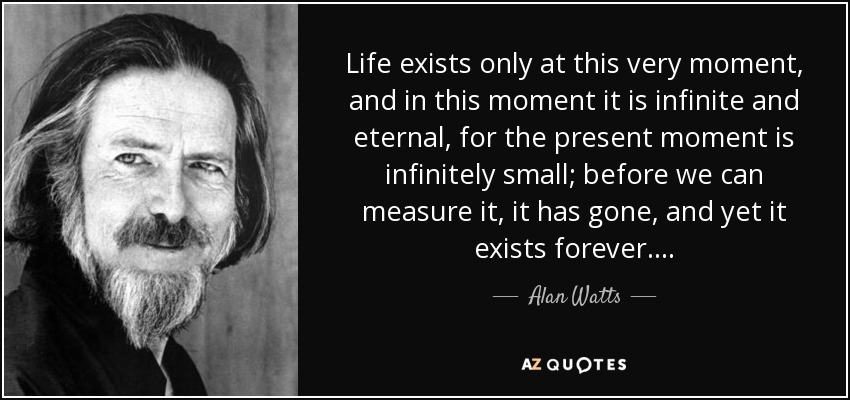 Life exists only at this very moment,
and in this moment it is infinite and
eternal, for the present moment is
infinitely small; before we can
measure it, it has gone, and yet it
exists forever....
Alan Watts
AZ QUOTES